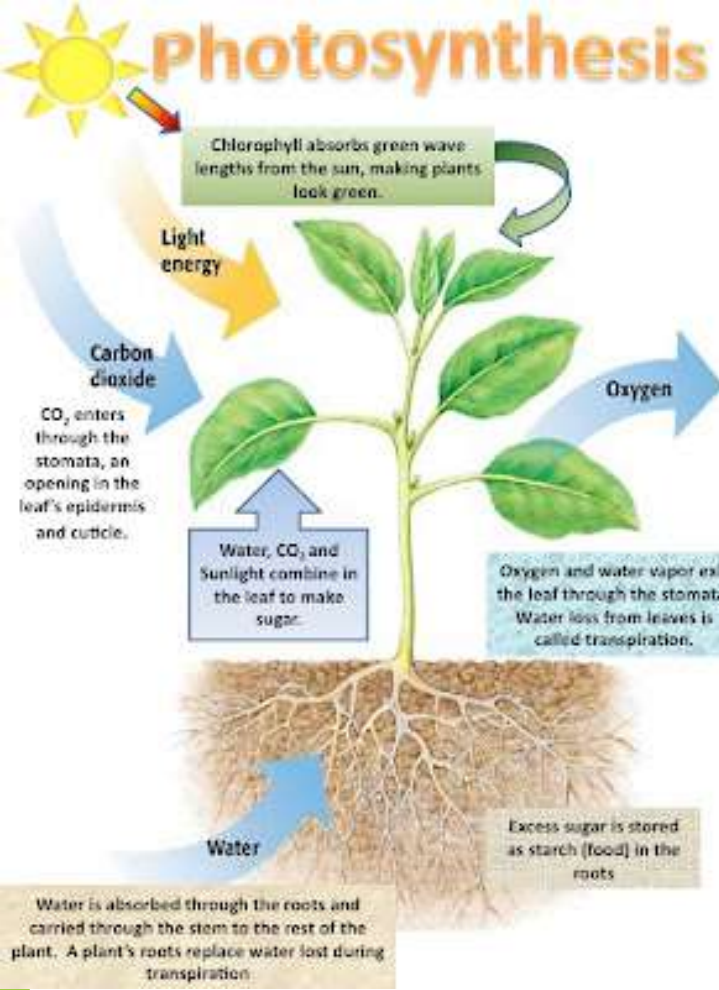 Photosynthesis
Chlorophyll absorbs green wave
lengths from the sun, making plants
look green.
Light
energy
Carbon
dioxide
CO₂ enters
through the
stomata, an
opening in the
leaf's epidermis
and cuticle.
Oxygen
Water, CO₂ and
Sunlight combine in
the leaf to make
sugar.
Oxygen and water vapor exi
the leaf through the stomata
Water loss from leaves is
called transpiration.
Water
Excess sugar is stored
as starch (food) in the
roots
Water is absorbed through the roots and
carried through the stem to the rest of the
plant. A plant's roots replace water lost during
transpiration